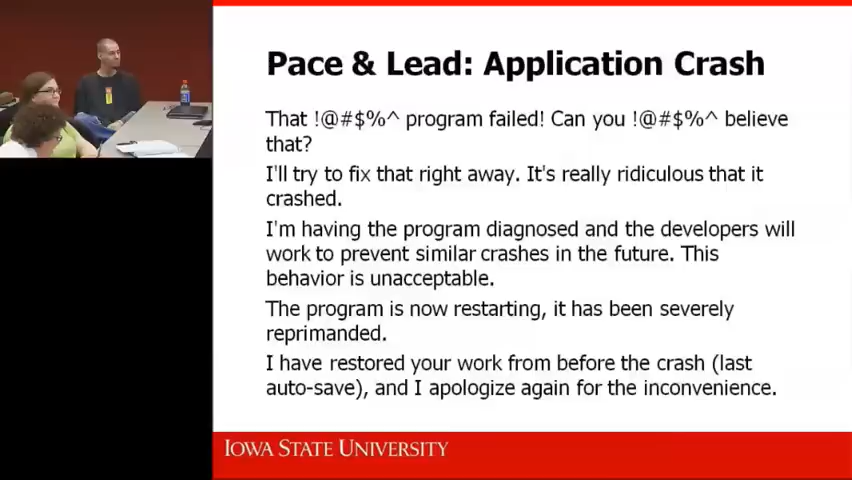 Pace & Lead: Application Crash
That !@#$%^ program failed! Can you !@#$%^ believe
that?
I'll try to fix that right away. It's really ridiculous that it
crashed.
I'm having the program diagnosed and the developers will
work to prevent similar crashes in the future. This
behavior is unacceptable.
The program is now restarting, it has been severely
reprimanded.
I have restored your work from before the crash (last
auto-save), and I apologize again for the inconvenience.
IOWA STATE UNIVERSITY